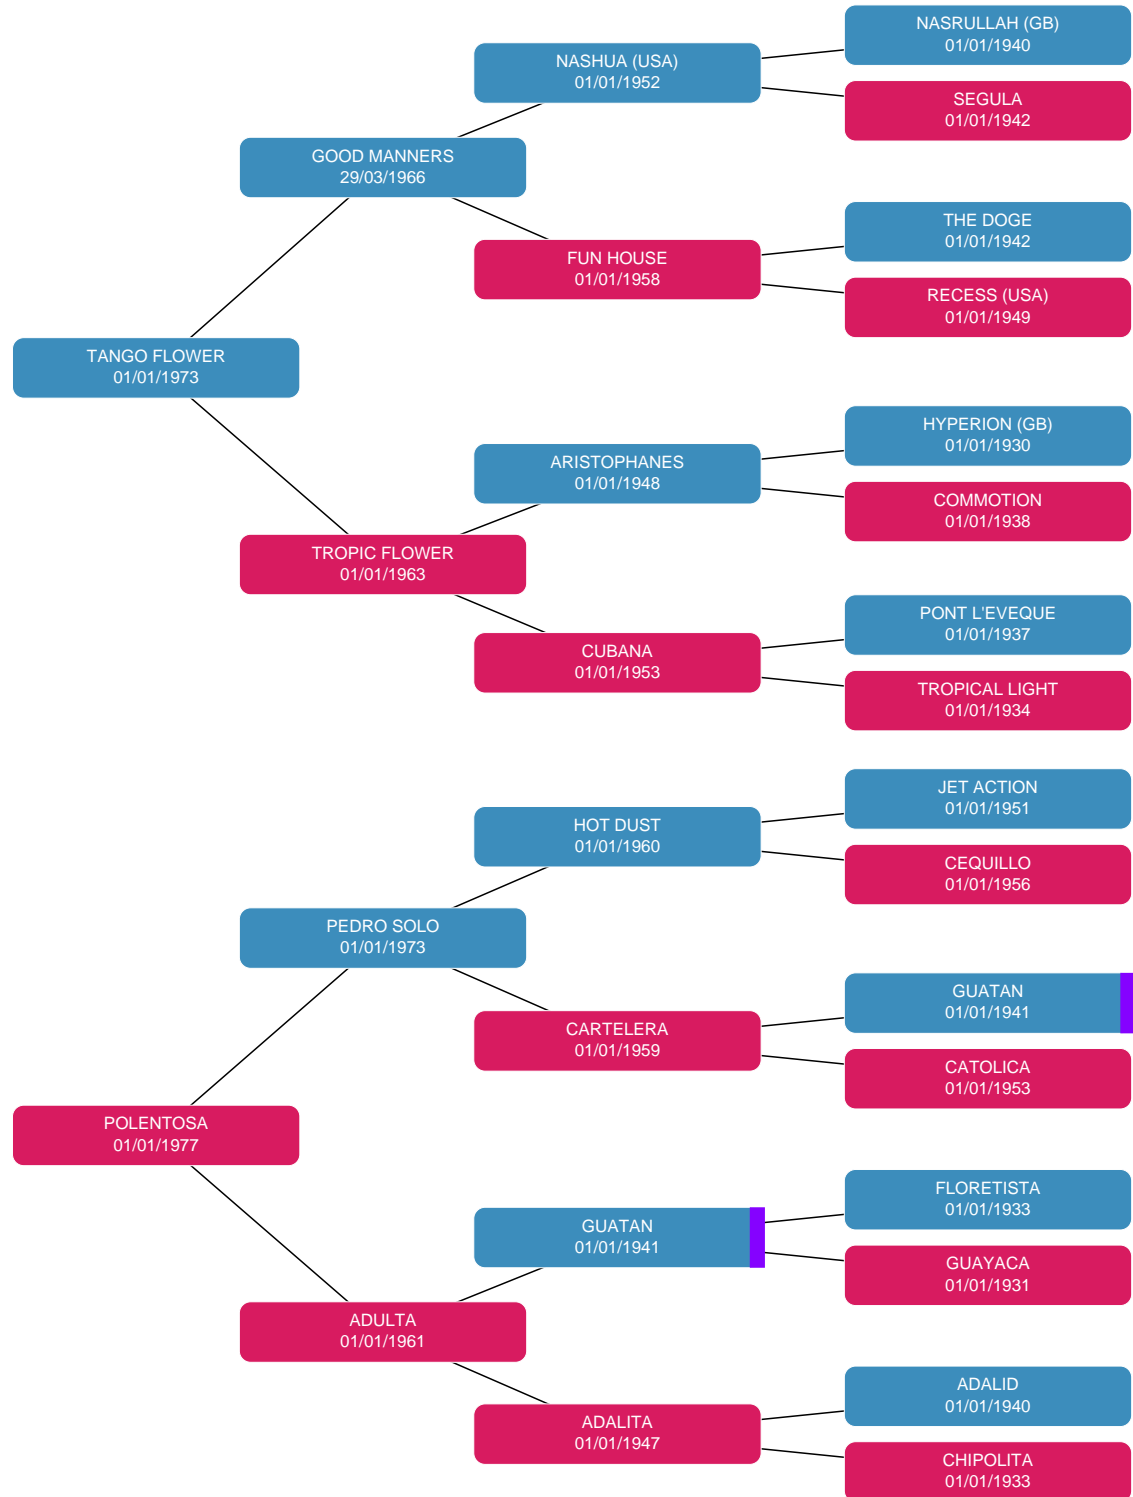 NASRULLAH (GB)
01/01/1940
NASHUA (USA)
01/01/1952
SEGULA
01/01/1942
GOOD MANNERS
29/03/1966
THE DOGE
01/01/1942
FUN HOUSE
01/01/1958
RECESS (USA)
01/01/1949
TANGO FLOWER
01/01/1973
HYPERION (GB)
01/01/1930
ARISTOPHANES
01/01/1948
COMMOTION
01/01/1938
TROPIC FLOWER
01/01/1963
PONT L'EVEQUE
01/01/1937
CUBANA
01/01/1953
TROPICAL LIGHT
01/01/1934
JET ACTION
01/01/1951
HOT DUST
01/01/1960
CEQUILLO
01/01/1956
PEDRO SOLO
01/01/1973
GUATAN
01/01/1941
CARTELERA
01/01/1959
CATOLICA
01/01/1953
POLENTOSA
01/01/1977
FLORETISTA
01/01/1933
GUATAN
01/01/1941
GUAYACA
01/01/1931
ADULTA
01/01/1961
ADALID
01/01/1940
ADALITA
01/01/1947
CHIPOLITA
01/01/1933